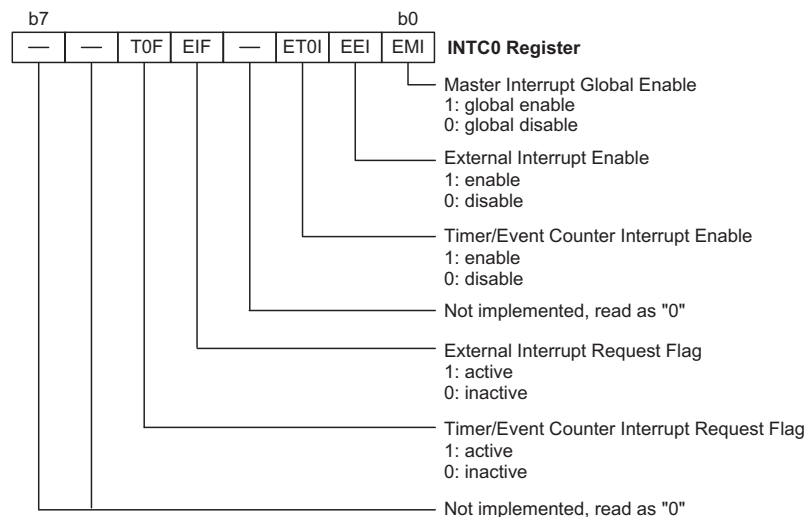 b7 b0
— — T0F EIF — ET0I EEI EMI INTC0 Register
Master Interrupt Global Enable
1: global enable
0: global disable
External Interrupt Enable
1: enable
0: disable
Timer/Event Counter Interrupt Enable
1: enable
0: disable
Not implemented, read as "0"
External Interrupt Request Flag
1: active
0: inactive
Timer/Event Counter Interrupt Request Flag
1: active
0: inactive
Not implemented, read as "0"